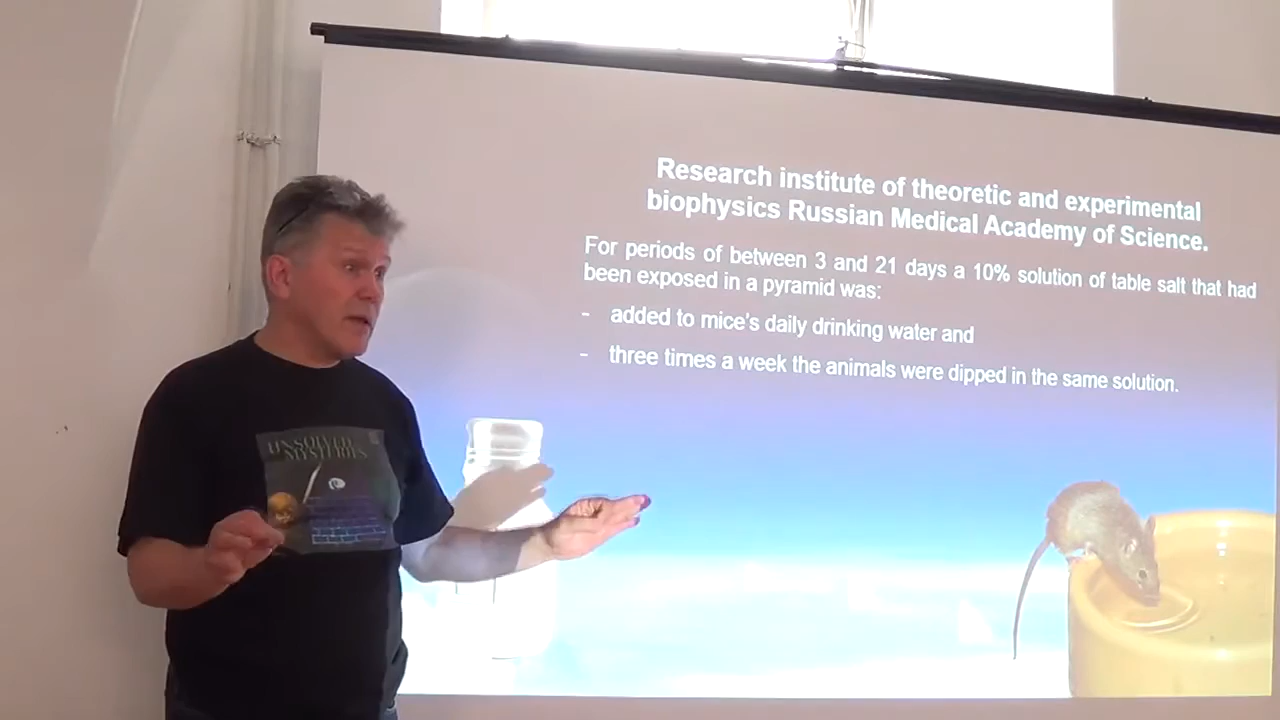 Research institute of theoretic and experimental
biophysics Russian Medical Academy of Science.
For periods of between 3 and 21 days a 10% solution of table salt that had
been exposed in a pyramid was:
- added to mice's daily drinking water and
- three times a week the animals were dipped in the same solution.
UNSOLVED
MYSTERIES